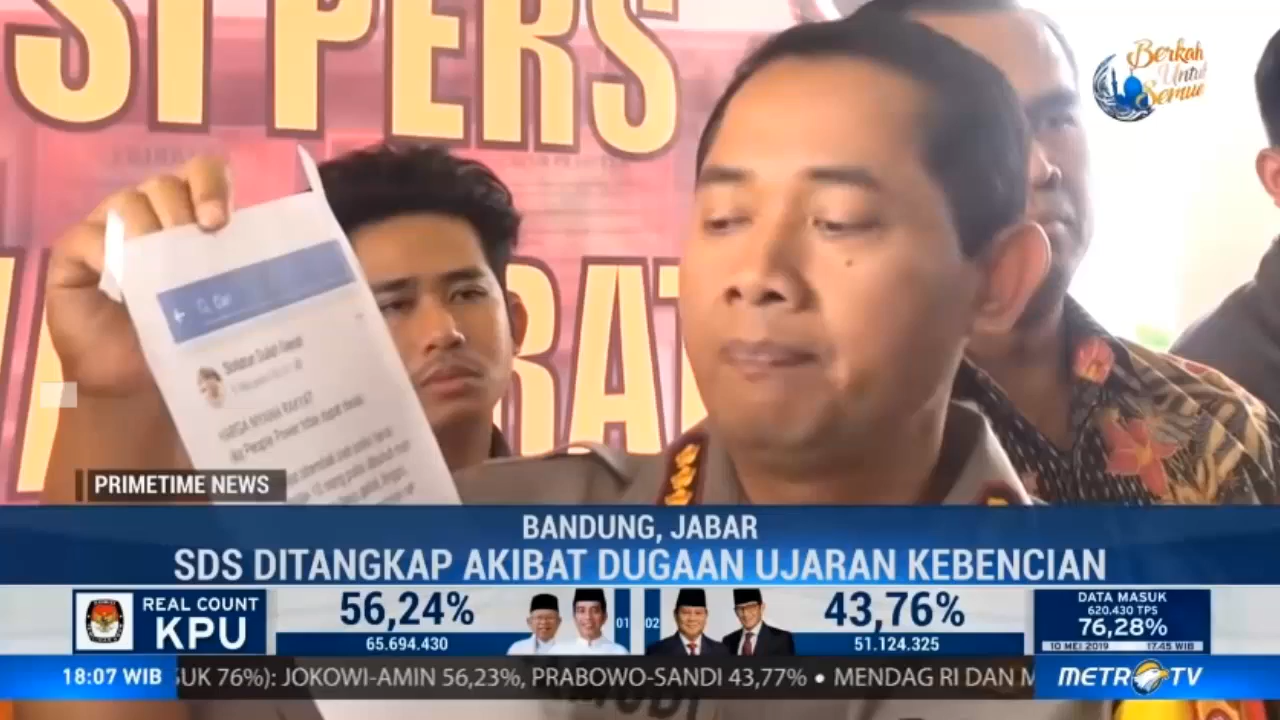 SI PERS
Berkah
Untuk
Semua
RAT
Cari
HARGA NYAWA RAKYAT
PRIMETIME NEWS
BANDUNG, JABAR
SDS DITANGKAP AKIBAT DUGAAN UJARAN KEBENCIAN
REAL COUNT
KPU
56,24%
65.694.430
01
02
43,76%
51.124.325
DATA MASUK
620.430 TPS
76,28%
10 MEI 2019 17.45 WIB
18:07 WIB
SUK 76%): JOKOWI-AMIN 56,23%, PRABOWO-SANDI 43,77% • MENDAG RI DAN M
METRO TV